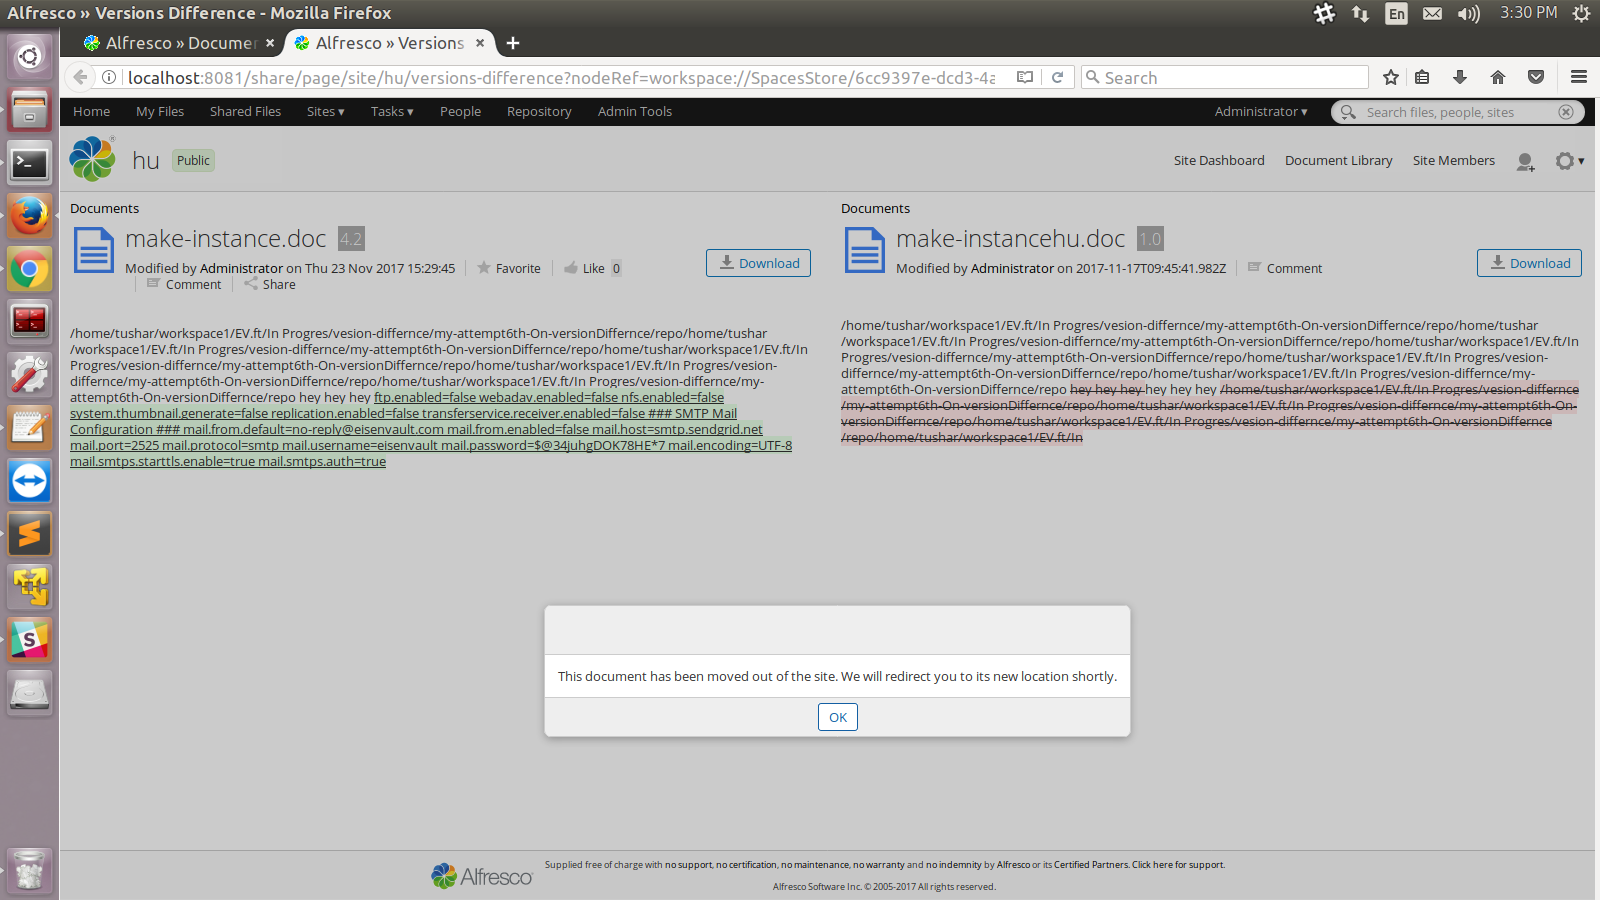 Alfresco » Versions Difference - Mozilla Firefox
En
3:30 PM
Alfresco » Documen
Alfresco » Versions
localhost:8081/share/page/site/hu/versions-difference?nodeRef=workspace://SpacesStore/6cc9397e-dcd3-4a
Search
Home My Files Shared Files Sites ▾ Tasks ▾ People Repository Admin Tools
Administrator ▾
Search files, people, sites
hu Public
Site Dashboard Document Library Site Members
Documents
make-instance.doc 4.2
Modified by Administrator on Thu 23 Nov 2017 15:29:45 Favorite Like 0
Comment Share
Download
/home/tushar/workspace1/EV.ft/In Progres/vesion-differnce/my-attempt6th-On-versionDiffernce/repo/home/tushar
/workspace1/EV.ft/In Progres/vesion-differnce/my-attempt6th-On-versionDiffernce/repo/home/tushar/workspace1/EV.ft/In
Progres/vesion-differnce/my-attempt6th-On-versionDiffernce/repo/home/tushar/workspace1/EV.ft/In Progres/vesion-
differnce/my-attempt6th-On-versionDiffernce/repo/home/tushar/workspace1/EV.ft/In Progres/vesion-differnce/my-
attempt6th-On-versionDiffernce/repo hey hey hey ftp.enabled=false webadav.enabled=false nfs.enabled=false
system.thumbnail.generate=false replication.enabled=false transferservice.receiver.enabled=false ### SMTP Mail
Configuration ### mail.from.default=no-reply@eisenvault.com mail.from.enabled=false mail.host=smtp.sendgrid.net
mail.port=2525 mail.protocol=smtp mail.username=eisenvault mail.password=$@34juhgDOK78HE*7 mail.encoding=UTF-8
mail.smtps.starttls.enable=true mail.smtps.auth=true
Documents
make-instancehu.doc 1.0
Modified by Administrator on 2017-11-17T09:45:41.982Z Comment
Download
/home/tushar/workspace1/EV.ft/In Progres/vesion-differnce/my-attempt6th-On-versionDiffernce/repo/home/tushar
/workspace1/EV.ft/In Progres/vesion-differnce/my-attempt6th-On-versionDiffernce/repo/home/tushar/workspace1/EV.ft/In
Progres/vesion-differnce/my-attempt6th-On-versionDiffernce/repo/home/tushar/workspace1/EV.ft/In Progres/vesion-
differnce/my-attempt6th-On-versionDiffernce/repo/home/tushar/workspace1/EV.ft/In Progres/vesion-differnce/my-
attempt6th-On-versionDiffernce/repo hey hey hey hey hey hey /home/tushar/workspace1/EV.ft/In Progres/vesion-differnce
/my-attempt6th-On-versionDiffernce/repo/home/tushar/workspace1/EV.ft/In Progres/vesion-differnce/my-attempt6th-On-
versionDiffernce/repo/home/tushar/workspace1/EV.ft/In Progres/vesion-differnce/my-attempt6th-On-versionDiffernce
/repo/home/tushar/workspace1/EV.ft/In
This document has been moved out of the site. We will redirect you to its new location shortly.
OK
Alfresco
Supplied free of charge with no support, no certification, no maintenance, no warranty and no indemnity by Alfresco or its Certified Partners. Click here for support.
Alfresco Software Inc. © 2005-2017 All rights reserved.